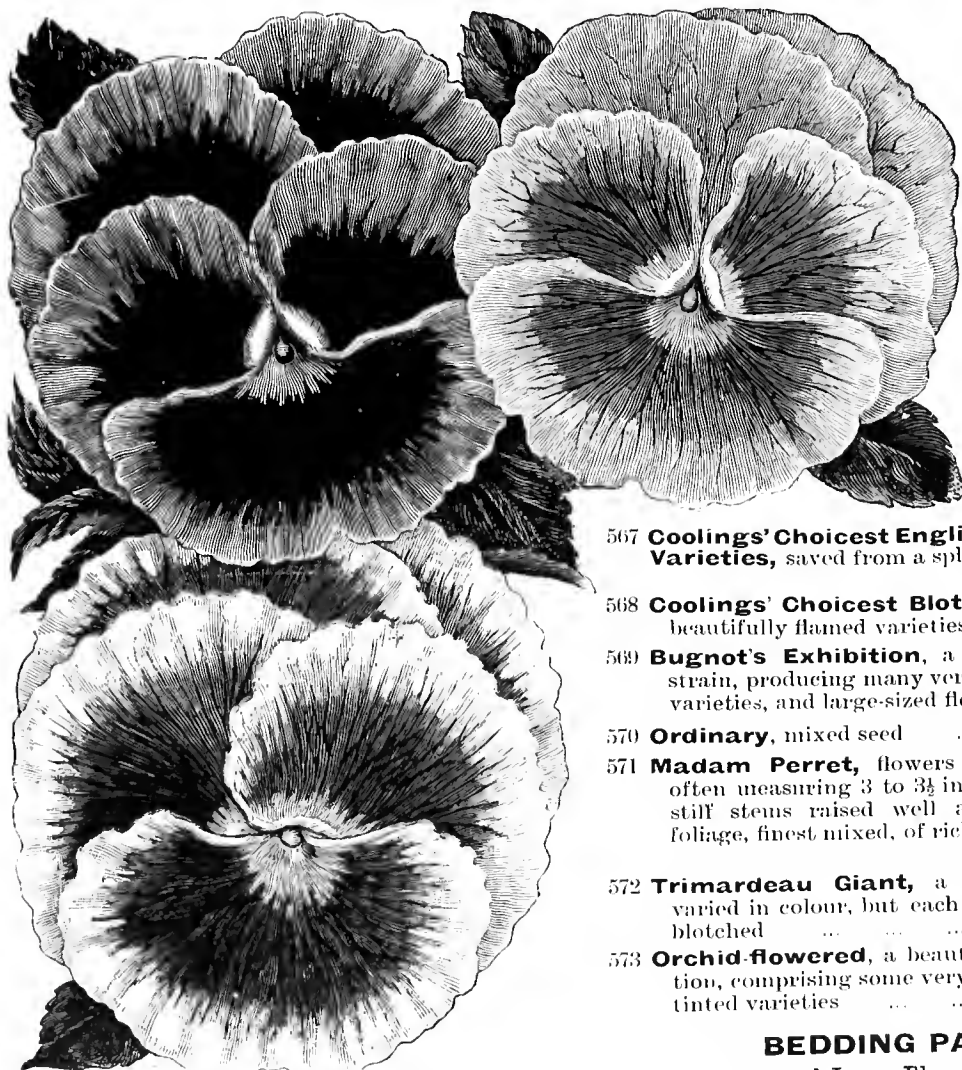 567 Coolings' Choicest Engli
Varieties, saved from a spl
568 Coolings' Choicest Blot
beautifully flamed varieties
569 Bugnot's Exhibition, a
strain, producing many ver
varieties, and large-sized fl
570 Ordinary, mixed seed
571 Madam Perret, flowers
often measuring 3 to 3½ in
stiff stems raised well a
foliage, finest mixed, of ric
572 Trimardeau Giant, a
varied in colour, but each
blotched ... ... ...
573 Orchid-flowered, a beaut
tion, comprising some very
tinted varieties ... ...
BEDDING PA